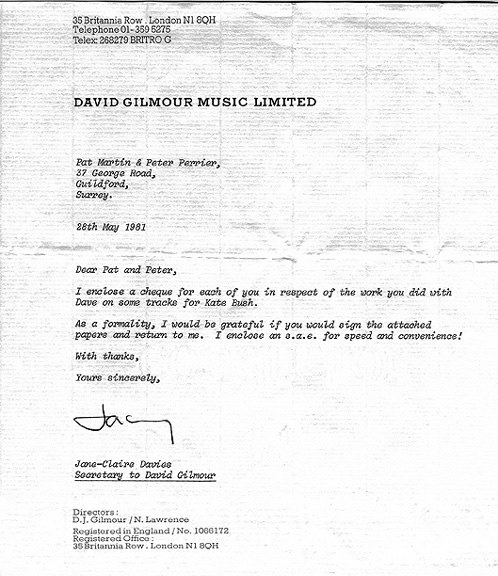 35 Britannia Row . London N1 8QH
Telephone 01-359 5275
Telex: 268279 BRITRO G
DAVID GILMOUR MUSIC LIMITED
Pat Martin & Peter Perrier,
37 George Road,
Guildford,
Surrey.
28th May 1981
Dear Pat and Peter,
I enclose a cheque for each of you in respect of the work you did with
Dave on some tracks for Kate Bush.
As a formality, I would be grateful if you would sign the attached
papers and return to me. I enclose an s.a.e. for speed and convenience!
With thanks,
Yours sincerely,
Jane-Claire Davies
Secretary to David Gilmour
Directors :
D.J. Gilmour / N. Lawrence
Registered in England / No. 1066172
Registered Office :
35 Britannia Row . London N1 8QH